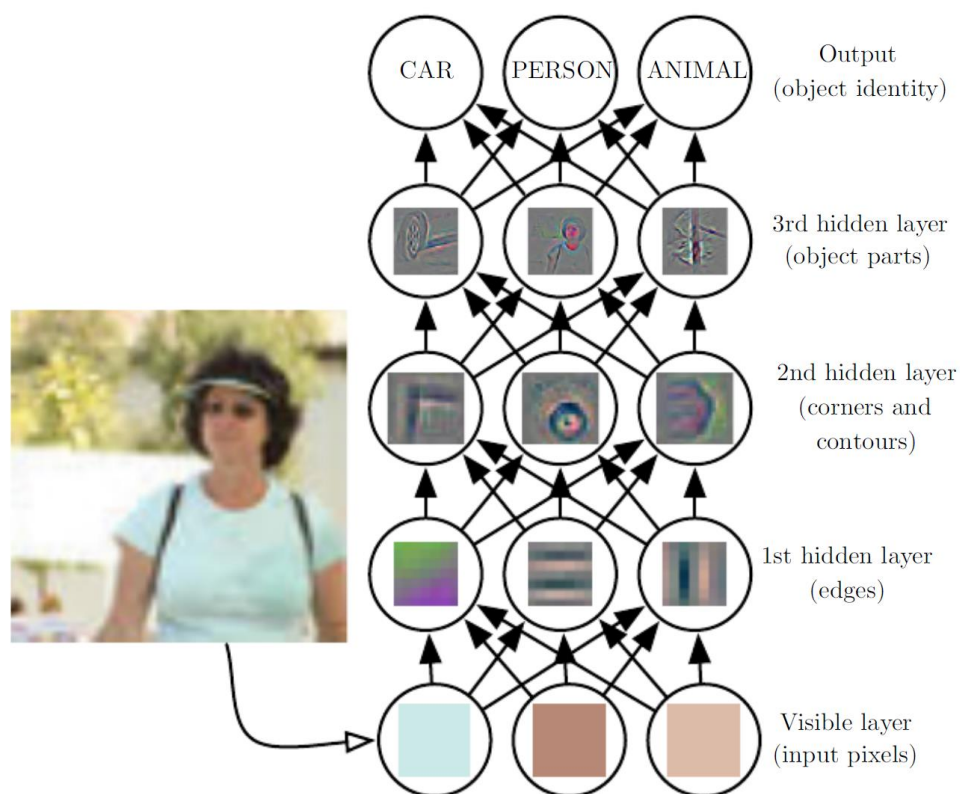 CAR
PERSON
ANIMAL
Output
(object identity)
3rd hidden layer
(object parts)
2nd hidden layer
(corners and
contours)
1st hidden layer
(edges)
Visible layer
(input pixels)